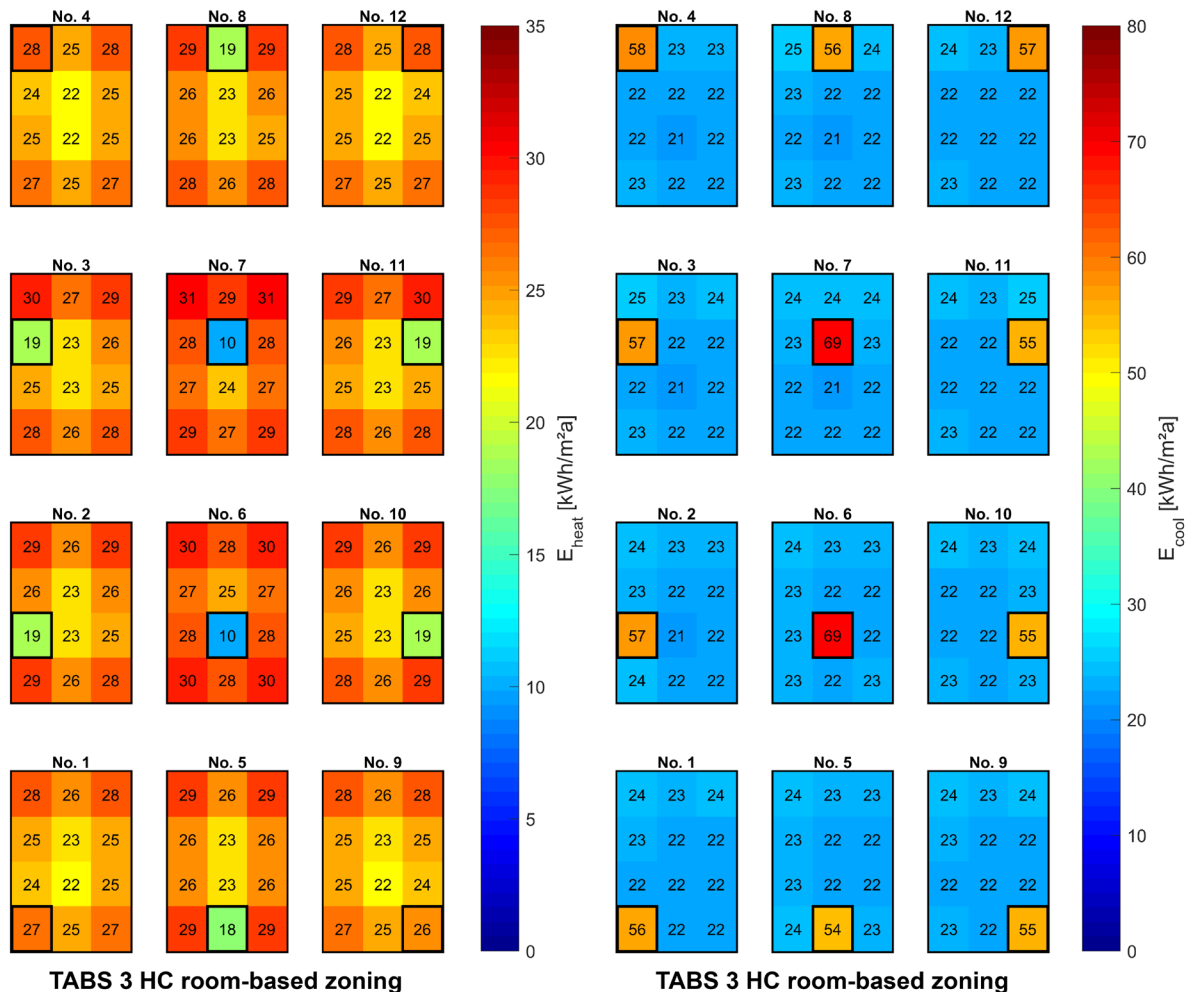 No. 4 No. 8 No. 12
28 25 28 29 19 29 28 25 28
24 22 25 26 23 26 25 22 24
25 22 25 26 23 25 25 22 25
27 25 27 28 26 28 27 25 27
No. 3 No. 7 No. 11
30 27 29 31 29 31 29 27 30
19 23 26 28 10 28 26 23 19
25 23 25 27 24 27 25 23 25
28 26 28 29 27 29 28 26 28
No. 2 No. 6 No. 10
29 26 29 30 28 30 29 26 29
26 23 26 27 25 27 26 23 26
19 23 25 28 10 28 25 23 19
29 26 28 30 28 30 28 26 29
No. 1 No. 5 No. 9
28 26 28 29 26 29 28 26 28
25 23 25 26 23 26 25 23 25
24 22 25 26 23 26 25 22 24
27 25 27 29 18 29 27 25 26
TABS 3 HC room-based zoning
35
30
25
20
15
10
5
0
E_heat [kWh/m²a]
No. 4 No. 8 No. 12
58 23 23 25 56 24 24 23 57
22 22 22 23 22 22 22 22 22
22 21 22 22 21 22 22 22 22
23 22 22 23 22 22 23 22 22
No. 3 No. 7 No. 11
25 23 24 24 24 24 24 23 25
57 22 22 23 69 23 22 22 55
22 21 22 22 21 22 22 22 22
23 22 22 22 22 22 23 22 22
No. 2 No. 6 No. 10
24 23 23 24 23 23 24 23 24
23 22 22 23 22 22 22 22 23
57 21 22 23 69 22 22 22 55
24 22 22 23 22 23 23 22 23
No. 1 No. 5 No. 9
24 23 24 24 23 23 24 23 24
23 22 22 23 22 22 23 22 22
22 22 22 23 22 22 22 22 22
56 22 22 24 54 24 23 22 55
TABS 3 HC room-based zoning
80
70
60
50
40
30
20
10
0
E_cool [kWh/m²a]